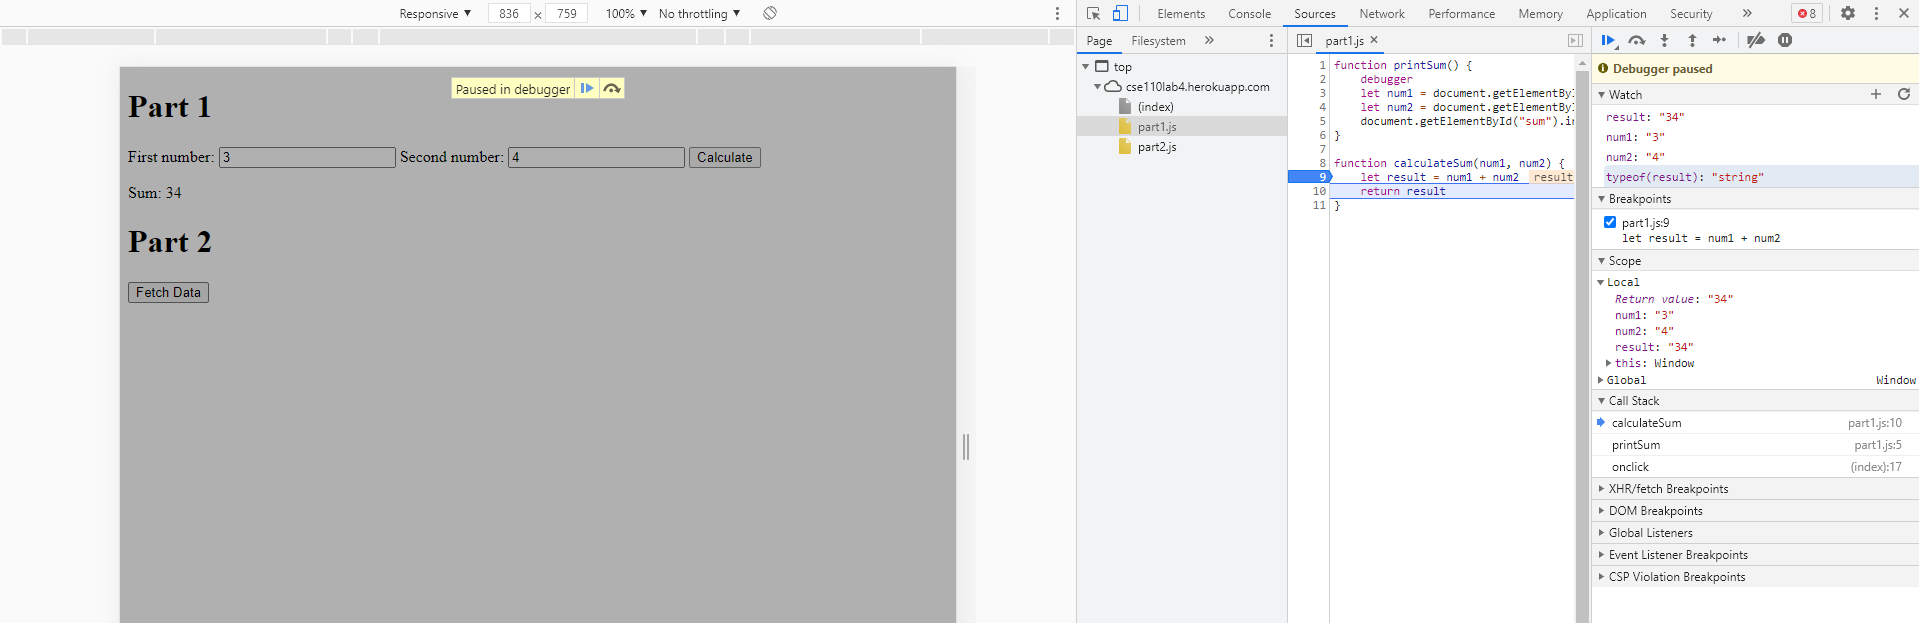 Responsive ▼ 836 x 759 100% ▼ No throttling ▼
Paused in debugger
Part 1
First number: 3 Second number: 4 Calculate
Sum: 34
Part 2
Fetch Data
Elements Console Sources Network Performance Memory Application Security » 8
Page Filesystem »
top
cse110lab4.herokuapp.com
(index)
part1.js
part2.js
part1.js ×
1 function printSum() {
2 debugger
3 let num1 = document.getElementById
4 let num2 = document.getElementById
5 document.getElementById("sum").in
6 }
7
8 function calculateSum(num1, num2) {
9 let result = num1 + num2 result
10 return result
11 }
Debugger paused
Watch
result: "34"
num1: "3"
num2: "4"
typeof(result): "string"
Breakpoints
part1.js:9
let result = num1 + num2
Scope
Local
Return value: "34"
num1: "3"
num2: "4"
result: "34"
this: Window
Global Window
Call Stack
calculateSum part1.js:10
printSum part1.js:5
onclick (index):17
XHR/fetch Breakpoints
DOM Breakpoints
Global Listeners
Event Listener Breakpoints
CSP Violation Breakpoints